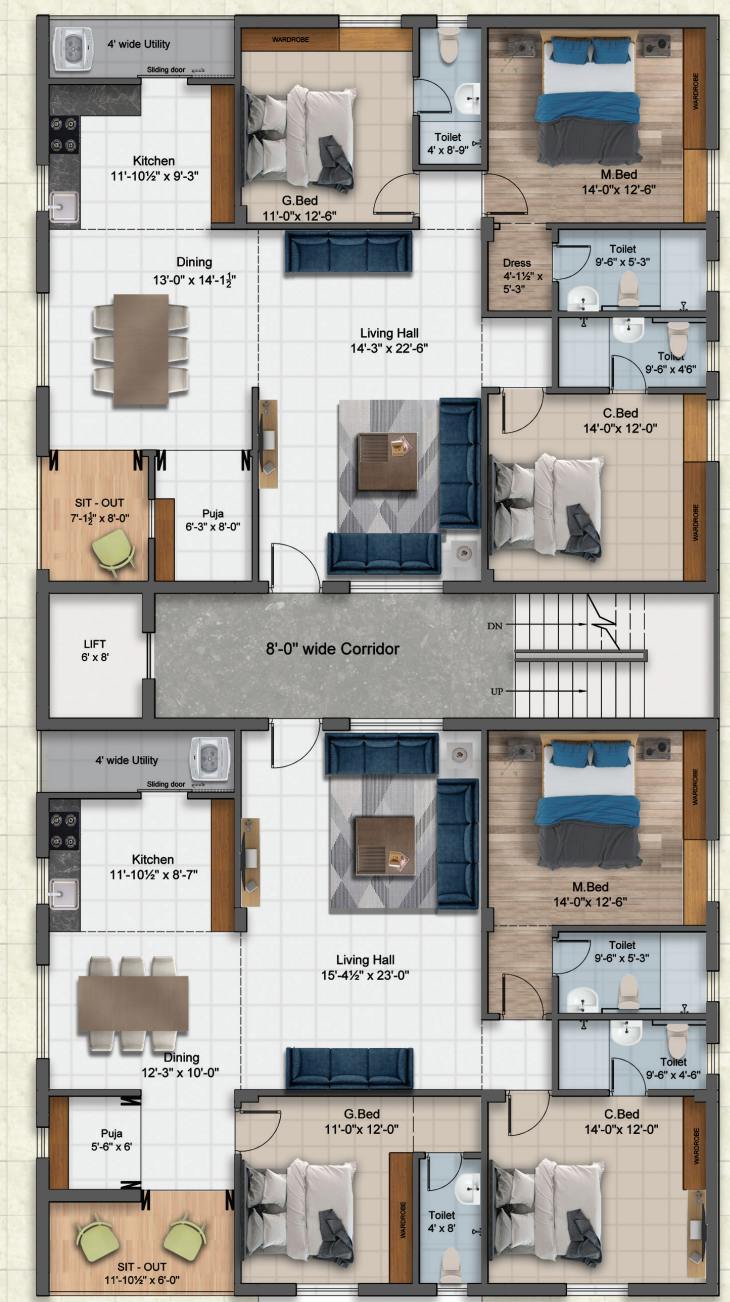 4' wide Utility
Sliding door
WARDROBE
Toilet
4' x 8'-9"
WARDROBE
Kitchen
11'-10½" x 9'-3"
G.Bed
11'-0"x 12'-6"
M.Bed
14'-0"x 12'-6"
Dining
13'-0" x 14'-1½"
Dress
4'-1½" x
5'-3"
Toilet
9'-6" x 5'-3"
Living Hall
14'-3" x 22'-6"
Toilet
9'-6" x 4'6"
C.Bed
14'-0"x 12'-0"
WARDROBE
SIT - OUT
7'-1½" x 8'-0"
Puja
6'-3" x 8'-0"
LIFT
6' x 8'
8'-0" wide Corridor
DN
UP
4' wide Utility
Sliding door
WARDROBE
Kitchen
11'-10½" x 8'-7"
M.Bed
14'-0"x 12'-6"
Living Hall
15'-4½" x 23'-0"
Toilet
9'-6" x 5'-3"
Dining
12'-3" x 10'-0"
Toilet
9'-6" x 4'-6"
Puja
5'-6" x 6'
G.Bed
11'-0"x 12'-0"
C.Bed
14'-0"x 12'-0"
WARDROBE
WARDROBE
Toilet
4' x 8'
SIT - OUT
11'-10½" x 6'-0"